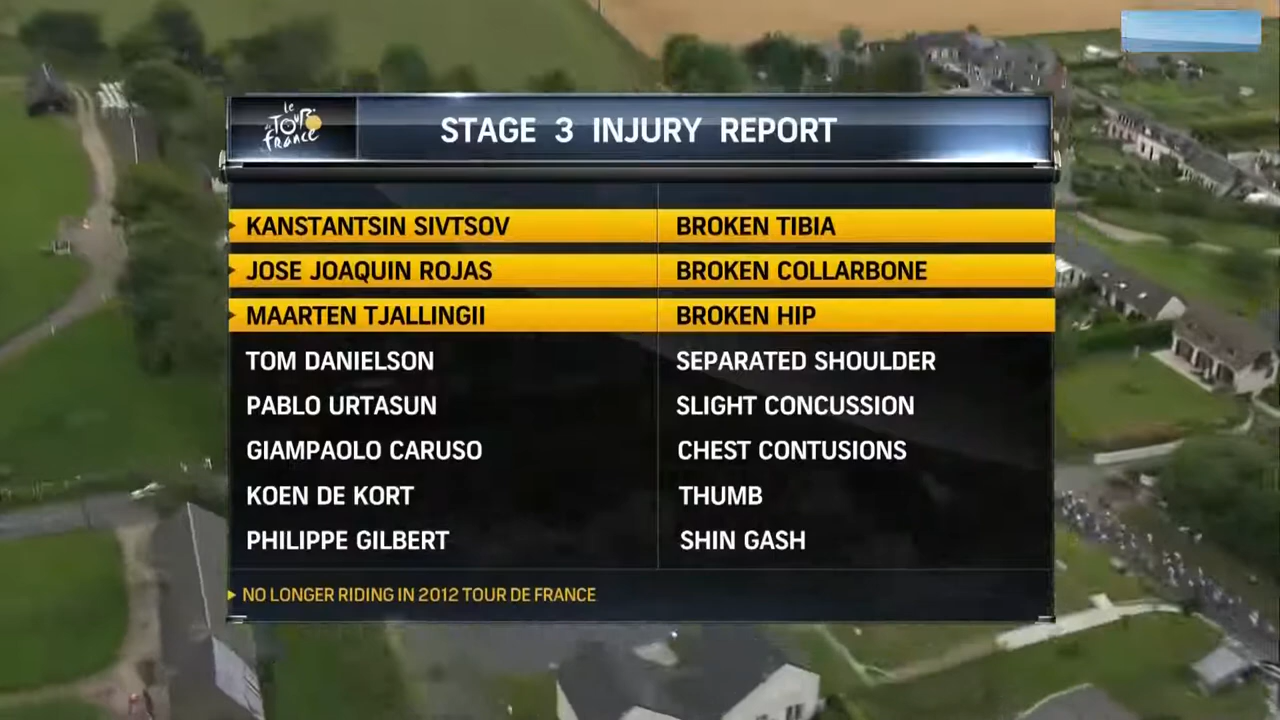 le
TOUR
de
france
STAGE 3 INJURY REPORT
KANSTANTSIN SIVTSOV BROKEN TIBIA
JOSE JOAQUIN ROJAS BROKEN COLLARBONE
MAARTEN TJALLINGII BROKEN HIP
TOM DANIELSON SEPARATED SHOULDER
PABLO URTASUN SLIGHT CONCUSSION
GIAMPAOLO CARUSO CHEST CONTUSIONS
KOEN DE KORT THUMB
PHILIPPE GILBERT SHIN GASH
NO LONGER RIDING IN 2012 TOUR DE FRANCE